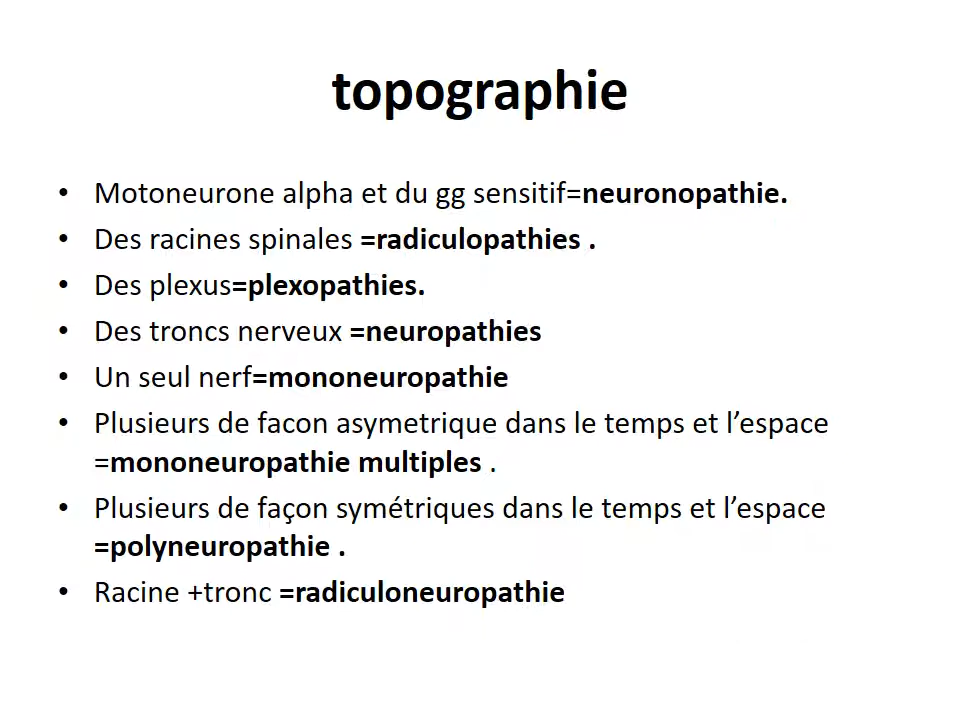 topographie
• Motoneurone alpha et du gg sensitif=neuronopathie.
• Des racines spinales =radiculopathies .
• Des plexus=plexopathies.
• Des troncs nerveux =neuropathies
• Un seul nerf=mononeuropathie
• Plusieurs de facon asymetrique dans le temps et l’espace
=mononeuropathie multiples .
• Plusieurs de façon symétriques dans le temps et l’espace
=polyneuropathie .
• Racine +tronc =radiculoneuropathie